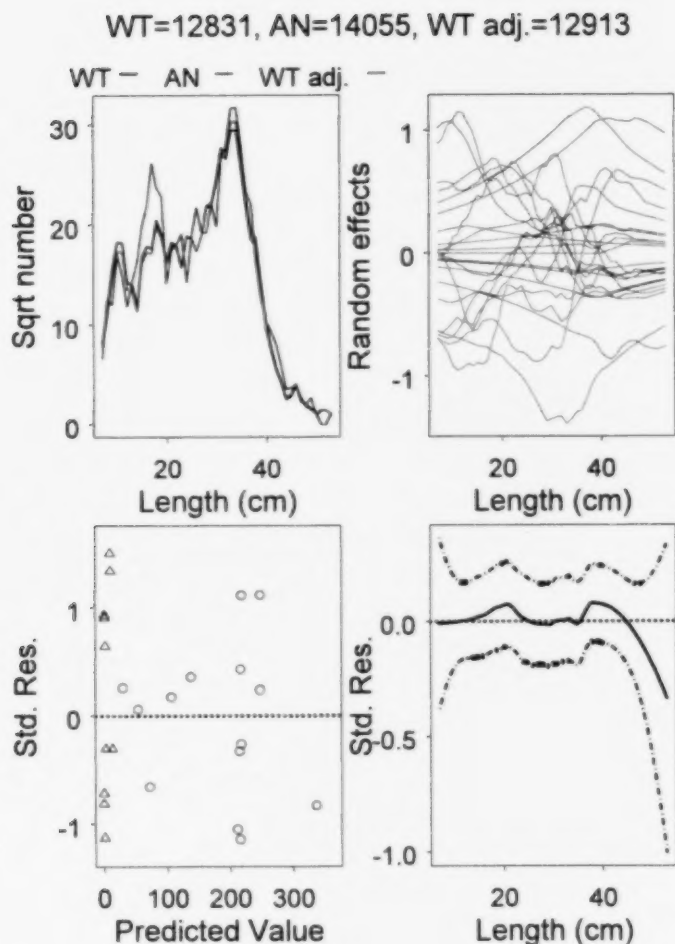 WT=12831, AN=14055, WT adj.=12913
WT — AN — WT adj. —
Sqrt number
30
20
10
0
20 40
Length (cm)
Random effects
1
0
-1
20 40
Length (cm)
Std. Res.
1
0
-1
0 100 200 300
Predicted Value
Std. Res.
0.0
-0.5
-1.0
20 40
Length (cm)